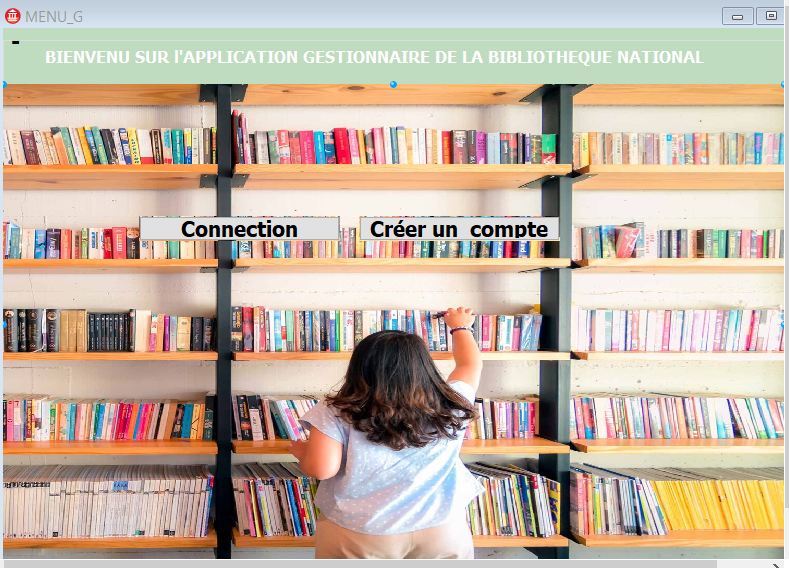 MENU_G
BIENVENU SUR l'APPLICATION GESTIONNAIRE DE LA BIBLIOTHEQUE NATIONAL
Connection
Créer un  compte